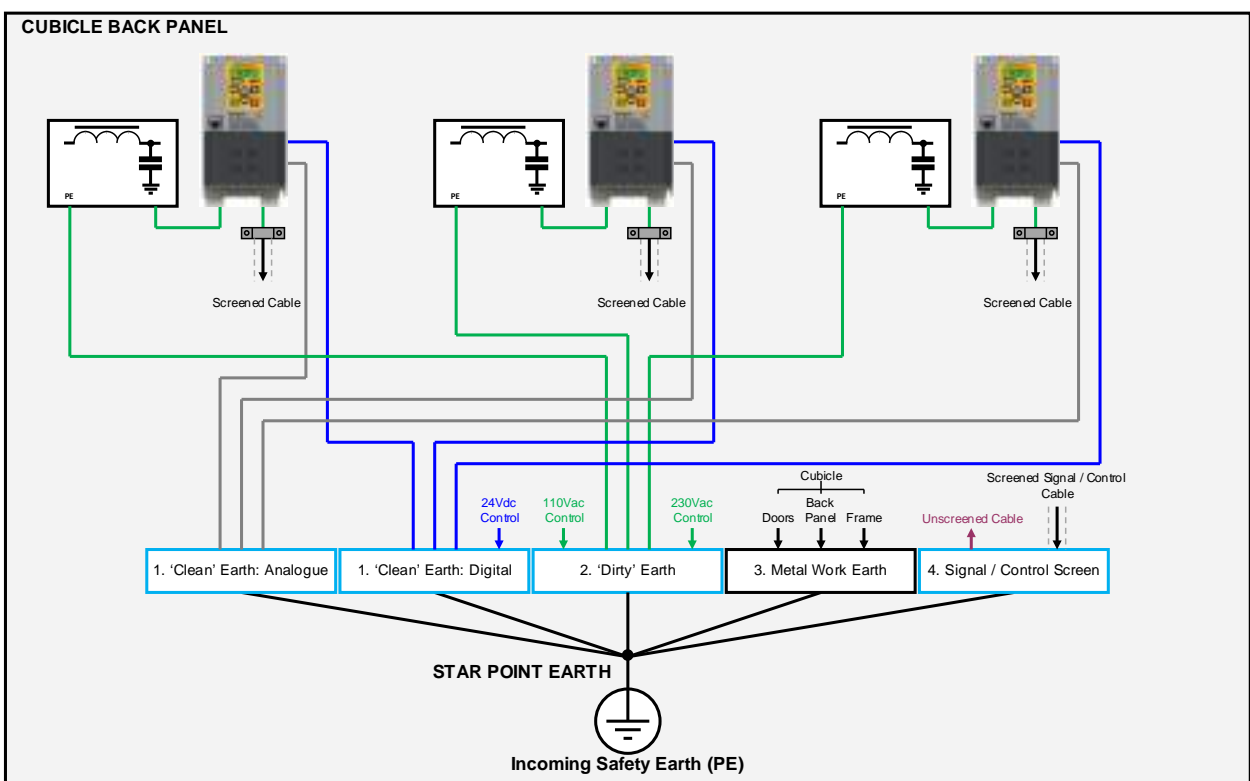 CUBICLE BACK PANEL
PE
PE
PE
Screened Cable
Screened Cable
Screened Cable
24Vdc
Control
110Vac
Control
230Vac
Control
Cubicle
Doors
Back
Panel
Frame
Unscreened Cable
Screened Signal / Control
Cable
1. ‘Clean’ Earth: Analogue
1. ‘Clean’ Earth: Digital
2. ‘Dirty’ Earth
3. Metal Work Earth
4. Signal / Control Screen
STAR POINT EARTH
Incoming Safety Earth (PE)